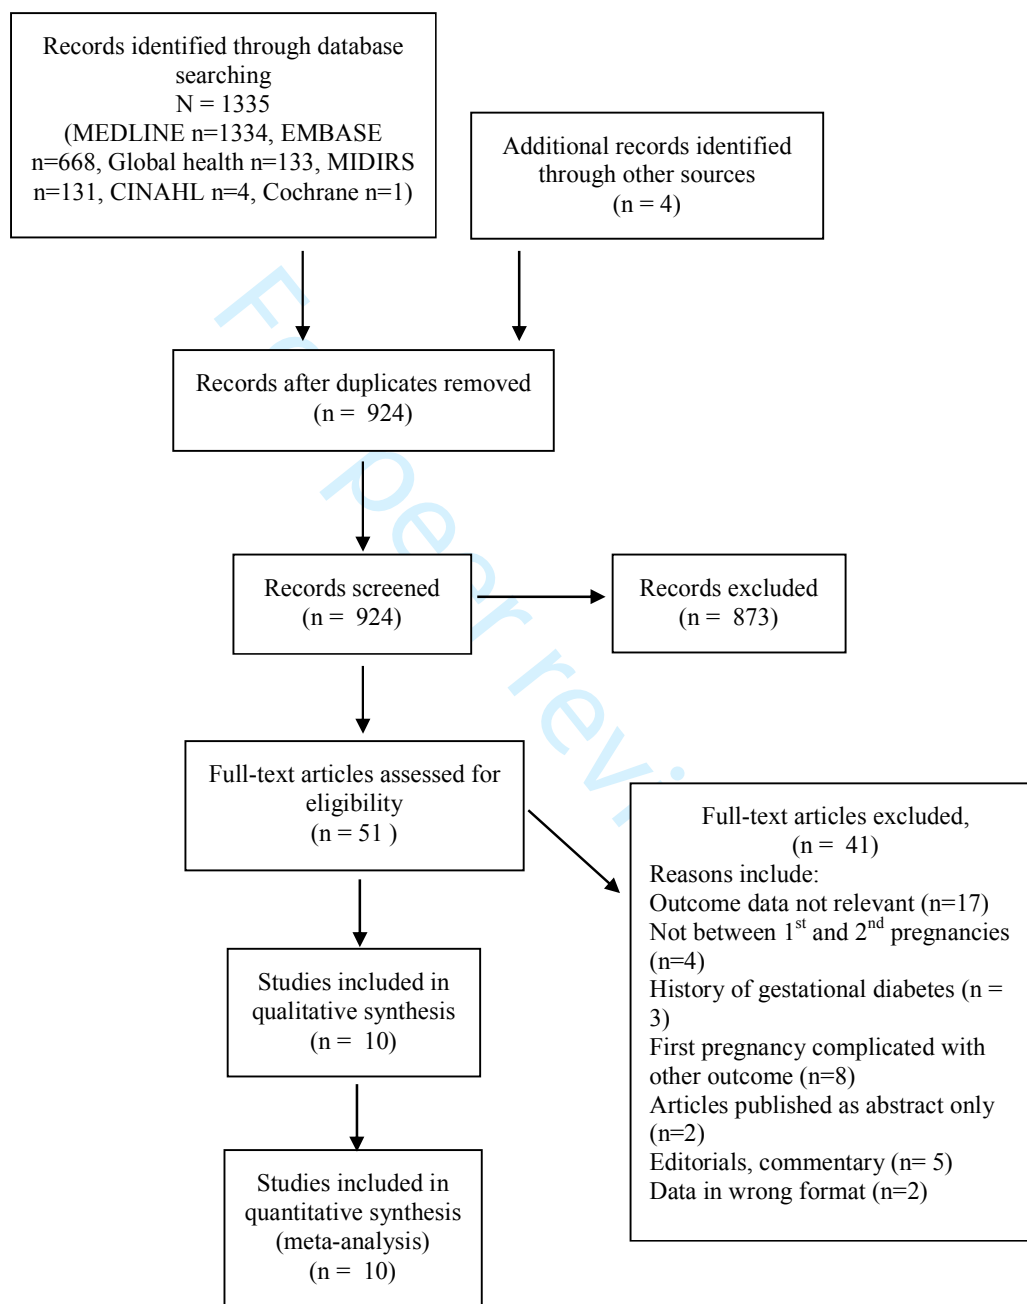 Records identified through database
searching
N = 1335
(MEDLINE n=1334, EMBASE
n=668, Global health n=133, MIDIRS
n=131, CINAHL n=4, Cochrane n=1)
Additional records identified
through other sources
(n = 4)
Records after duplicates removed
(n = 924)
Records screened
(n = 924)
Records excluded
(n = 873)
Full-text articles assessed for
eligibility
(n = 51 )
Full-text articles excluded,
(n = 41)
Reasons include:
Outcome data not relevant (n=17)
Not between 1st and 2nd pregnancies
(n=4)
History of gestational diabetes (n =
3)
First pregnancy complicated with
other outcome (n=8)
Articles published as abstract only
(n=2)
Editorials, commentary (n= 5)
Data in wrong format (n=2)
Studies included in
qualitative synthesis
(n = 10)
Studies included in
quantitative synthesis
(meta-analysis)
(n = 10)
peer